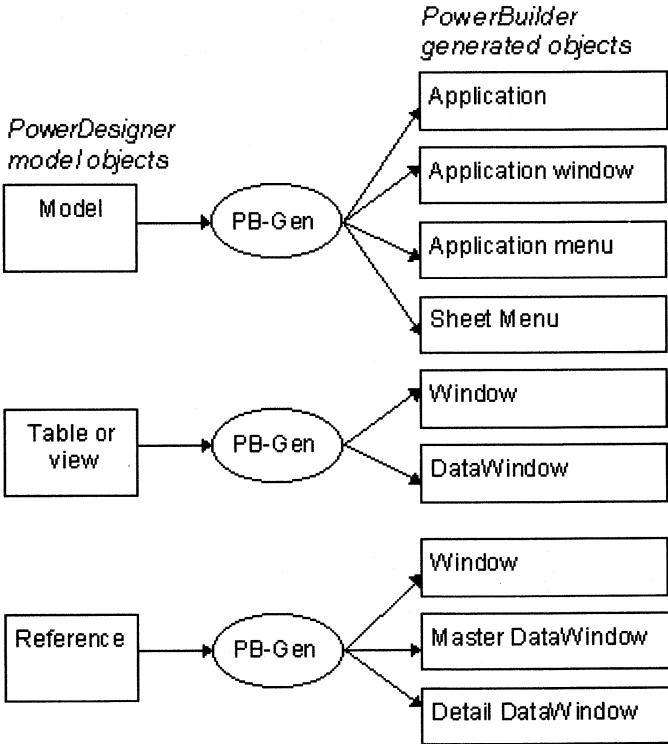 PowerBuilder
generated objects
PowerDesigner
model objects
Model
PB-Gen
Application
Application window
Application menu
Sheet Menu
Table or
view
PB-Gen
Window
DataWindow
Reference
PB-Gen
Window
Master DataWindow
Detail DataWindow